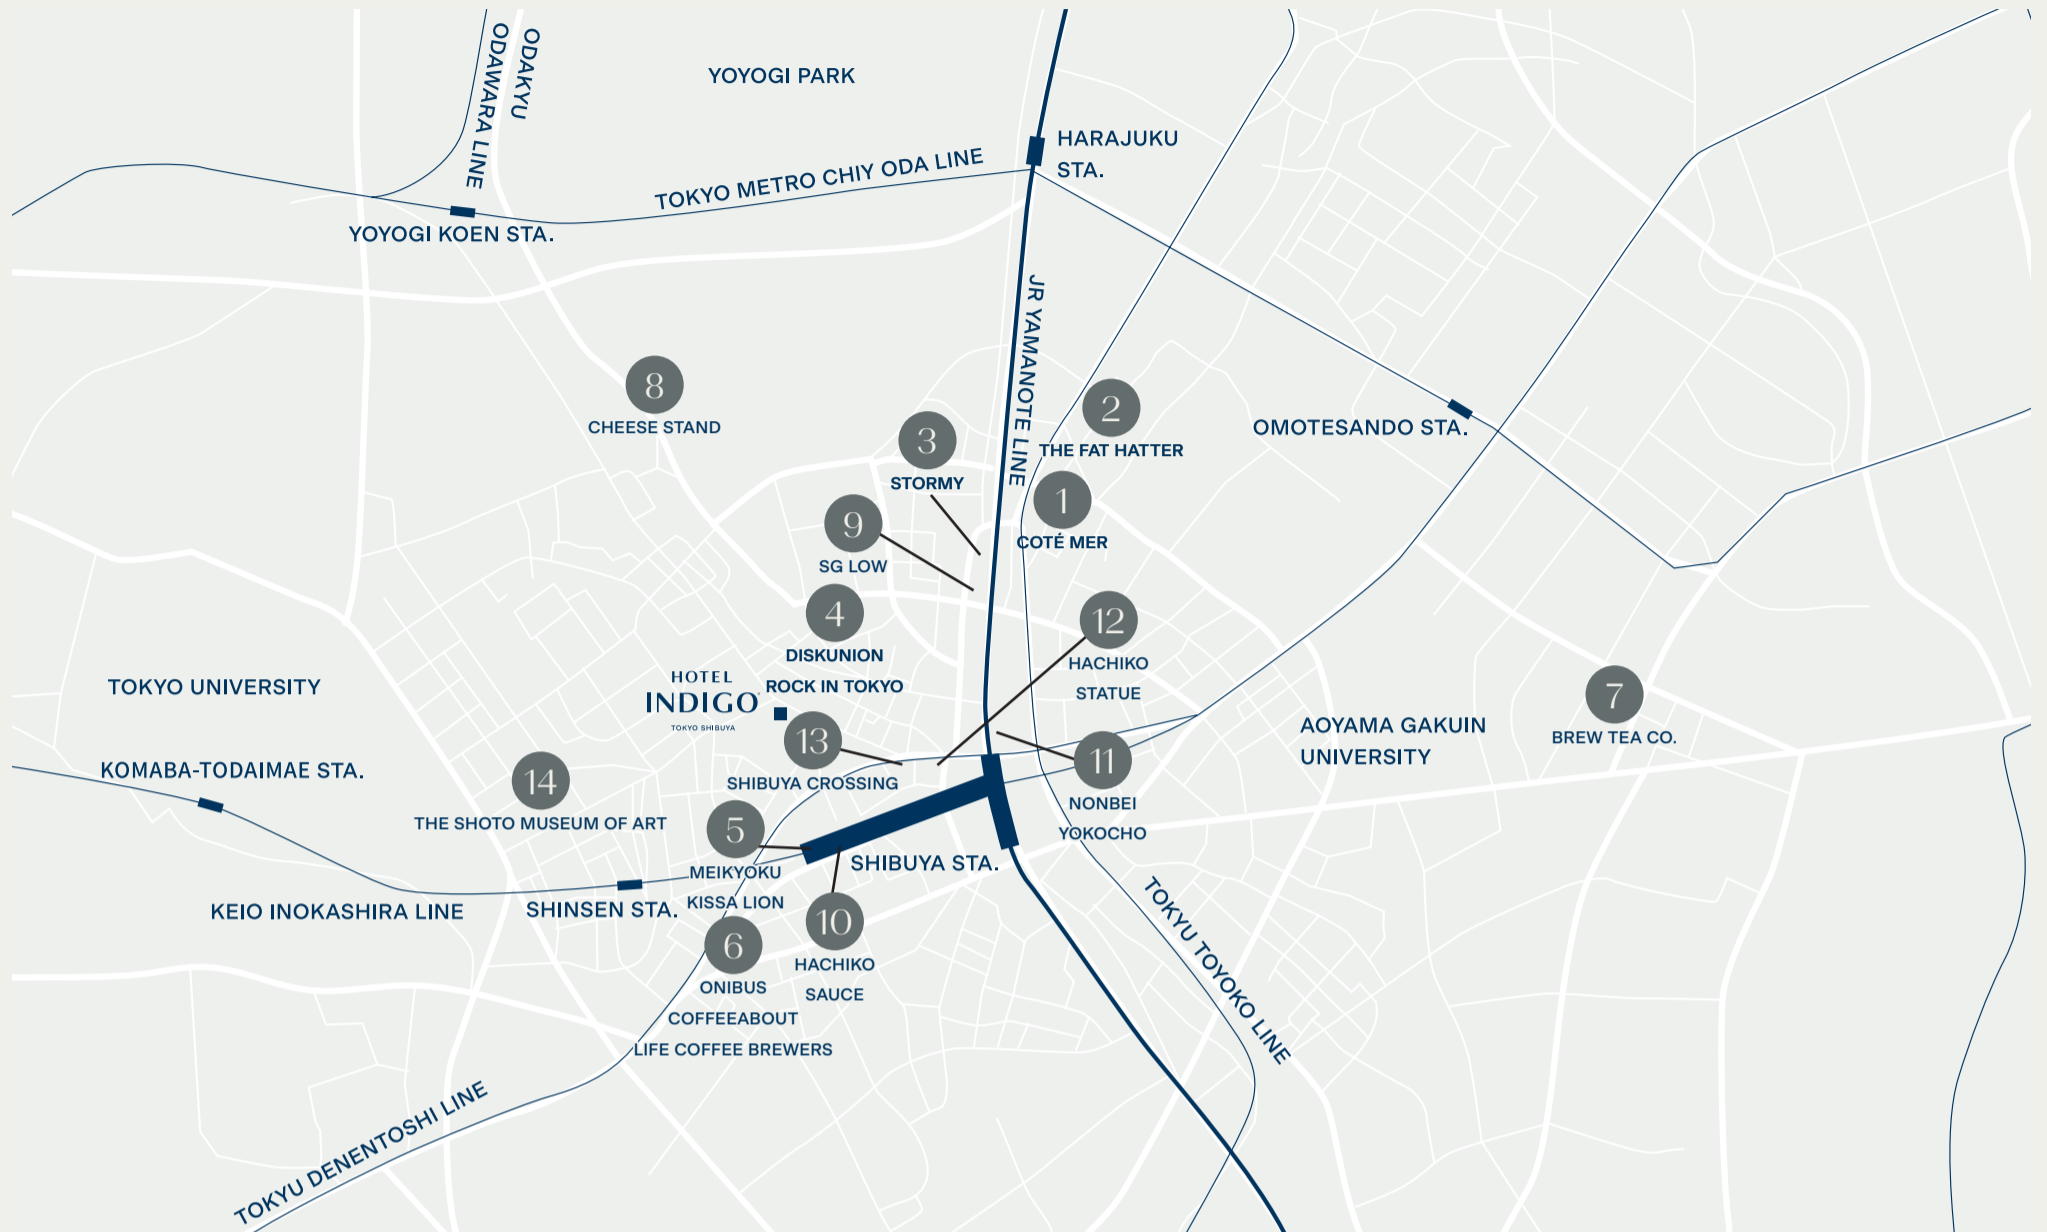 YOYOGI PARK
ODAKYU
ODAWARA LINE
HARAJUKU
STA.
TOKYO METRO CHIY ODA LINE
YOYOGI KOEN STA.
JR YAMANOTE LINE
8
CHEESE STAND
2
THE FAT HATTER
OMOTESANDO STA.
3
STORMY
1
COTÉ MER
9
SG LOW
4
DISKUNION
ROCK IN TOKYO
12
HACHIKO
STATUE
HOTEL
INDIGO
TOKYO SHIBUYA
TOKYO UNIVERSITY
7
BREW TEA CO.
AOYAMA GAKUIN
UNIVERSITY
13
SHIBUYA CROSSING
11
NONBEI
YOKOCHO
KOMABA-TODAIMAE STA.
14
THE SHOTO MUSEUM OF ART
5
MEIKYOKU
KISSA LION
SHIBUYA STA.
KEIO INOKASHIRA LINE
SHINSEN STA.
10
HACHIKO
SAUCE
6
ONIBUS
COFFEEABOUT
LIFE COFFEE BREWERS
TOKYU TOYOKO LINE
TOKYU DENENTOSHI LINE